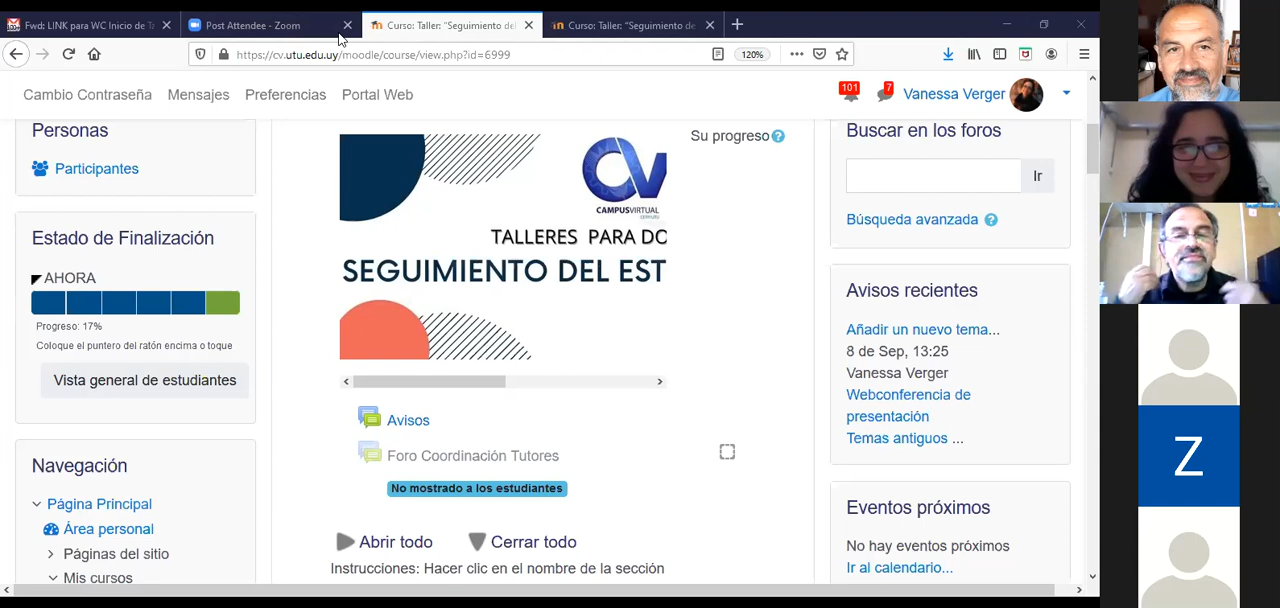 Fwd: LINK para WC Inicio de Ta
Post Attendee - Zoom
Curso: Taller: "Seguimiento del
Curso: Taller: "Seguimiento de
https://cv.utu.edu.uy/moodle/course/view.php?id=6999
120%
Cambio Contraseña
Mensajes
Preferencias
Portal Web
101
7
Vanessa Verger
Personas
Participantes
Estado de Finalización
AHORA
Progreso: 17%
Coloque el puntero del ratón encima o toque
Vista general de estudiantes
Navegación
Página Principal
Área personal
Páginas del sitio
Mis cursos
Su progreso
CV
CAMPUSVIRTUAL
TALLERES PARA DO
SEGUIMIENTO DEL EST
Avisos
Foro Coordinación Tutores
No mostrado a los estudiantes
Abrir todo
Cerrar todo
Instrucciones: Hacer clic en el nombre de la sección
Buscar en los foros
Ir
Búsqueda avanzada
Avisos recientes
Añadir un nuevo tema...
8 de Sep, 13:25
Vanessa Verger
Webconferencia de
presentación
Temas antiguos ...
Eventos próximos
No hay eventos próximos
Ir al calendario...
Z